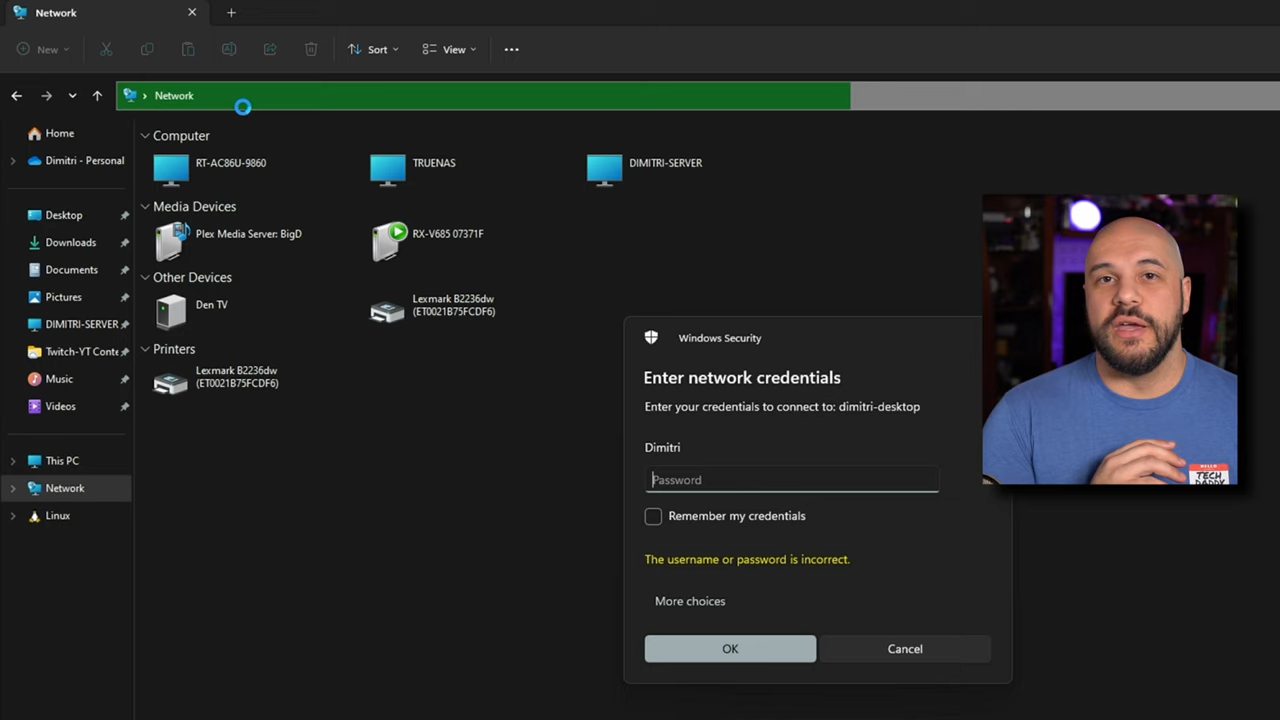 Network
New
Sort
View
Network
Home
Dimitri - Personal
Desktop
Downloads
Documents
Pictures
DIMITRI-SERVER
Twitch-YT Conte
Music
Videos
This PC
Network
Linux
Computer
RT-AC86U-9860
TRUENAS
DIMITRI-SERVER
Media Devices
Plex Media Server: BigD
RX-V685 07371F
Other Devices
Den TV
Lexmark B2236dw
(ET0021B75FCDF6)
Printers
Lexmark B2236dw
(ET0021B75FCDF6)
Windows Security
Enter network credentials
Enter your credentials to connect to: dimitri-desktop
Dimitri
Password
Remember my credentials
The username or password is incorrect.
More choices
OK
Cancel
HELLO
TECH
DADDY